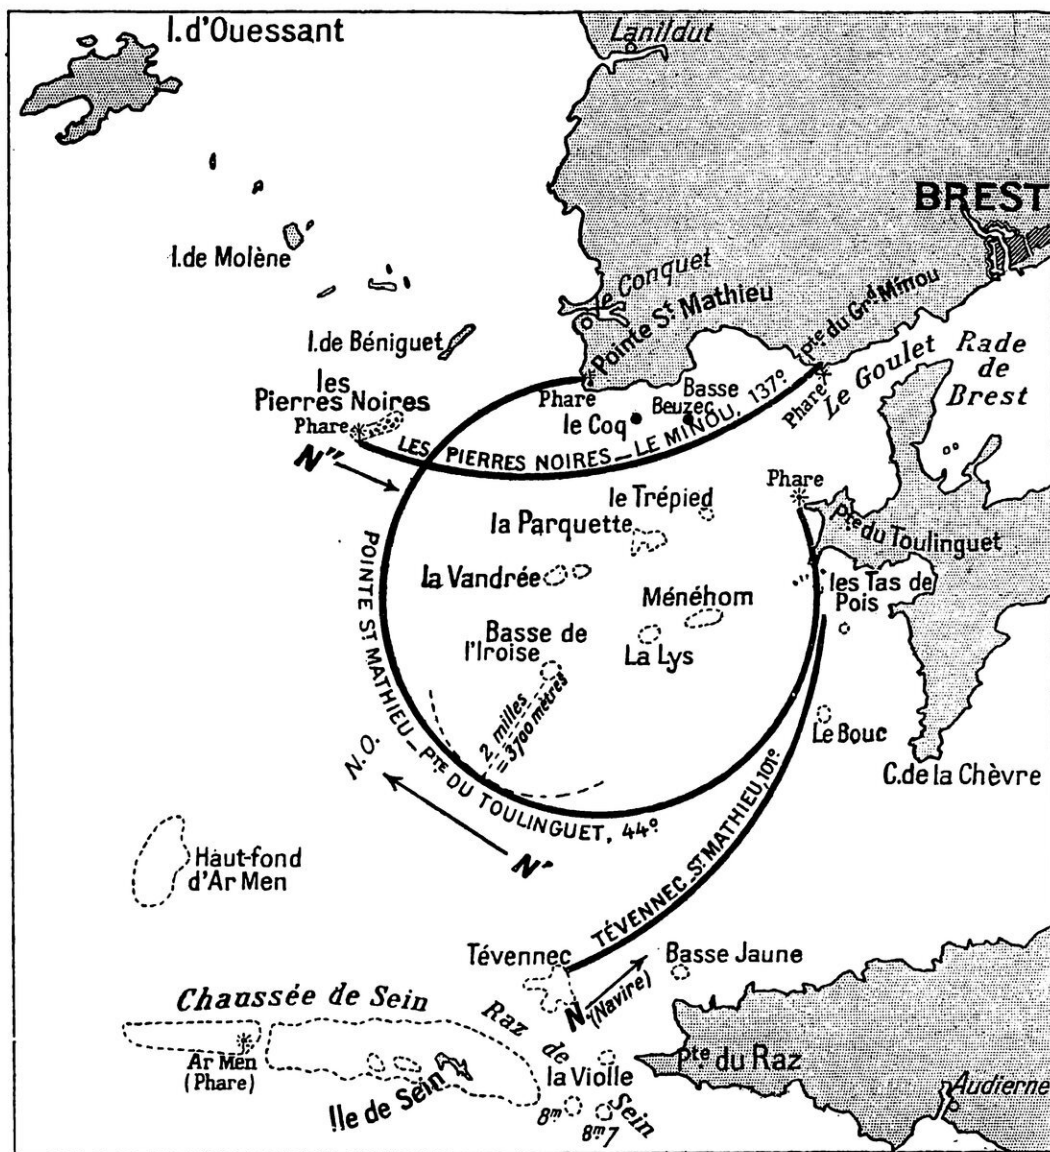 I. d'Ouessant
Lanildut
BREST
I. de Molène
Conquet
Pointe St Mathieu
Pte du Grd Minou
I. de Béniguet
Le Goulet
Rade
de
Brest
les
Pierres Noires
Phare
Phare
le Coq
Basse
Beuzec
Phare
LES PIERRES NOIRES _ LE MINOU, 137º
N"
le Trépied
Phare
la Parquette
Pte du Toulinguet
la Vandrée
les Tas de
Pois
Ménéhom
Basse de
l'Iroise
La Lys
2 milles
= 3700 mètres
Le Bouc
C. de la Chèvre
POINTE ST MATHIEU _ PTE DU TOULINGUET, 44º
N.O.
N'
Haut-fond
d'Ar Men
TÉVENNEC _ ST MATHIEU, 101º
Tévennec
Basse Jaune
N.
(Navire)
Chaussée de Sein
Raz de Sein
Ar Men
(Phare)
Ile de Sein
la Violle
8m
8m7
Pte du Raz
Audierne